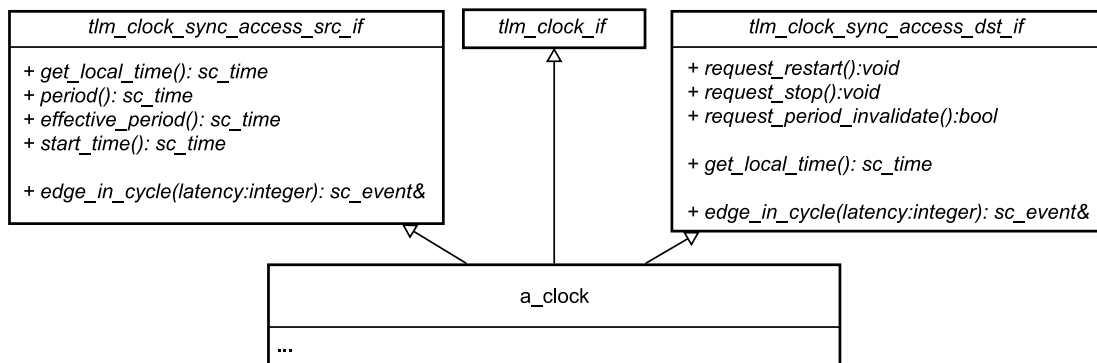 tlm_clock_sync_access_src_if
+ get_local_time(): sc_time
+ period(): sc_time
+ effective_period(): sc_time
+ start_time(): sc_time
+ edge_in_cycle(latency:integer): sc_event&
tlm_clock_if
tlm_clock_sync_access_dst_if
+ request_restart():void
+ request_stop():void
+ request_period_invalidate():bool
+ get_local_time(): sc_time
+ edge_in_cycle(latency:integer): sc_event&
a_clock
...